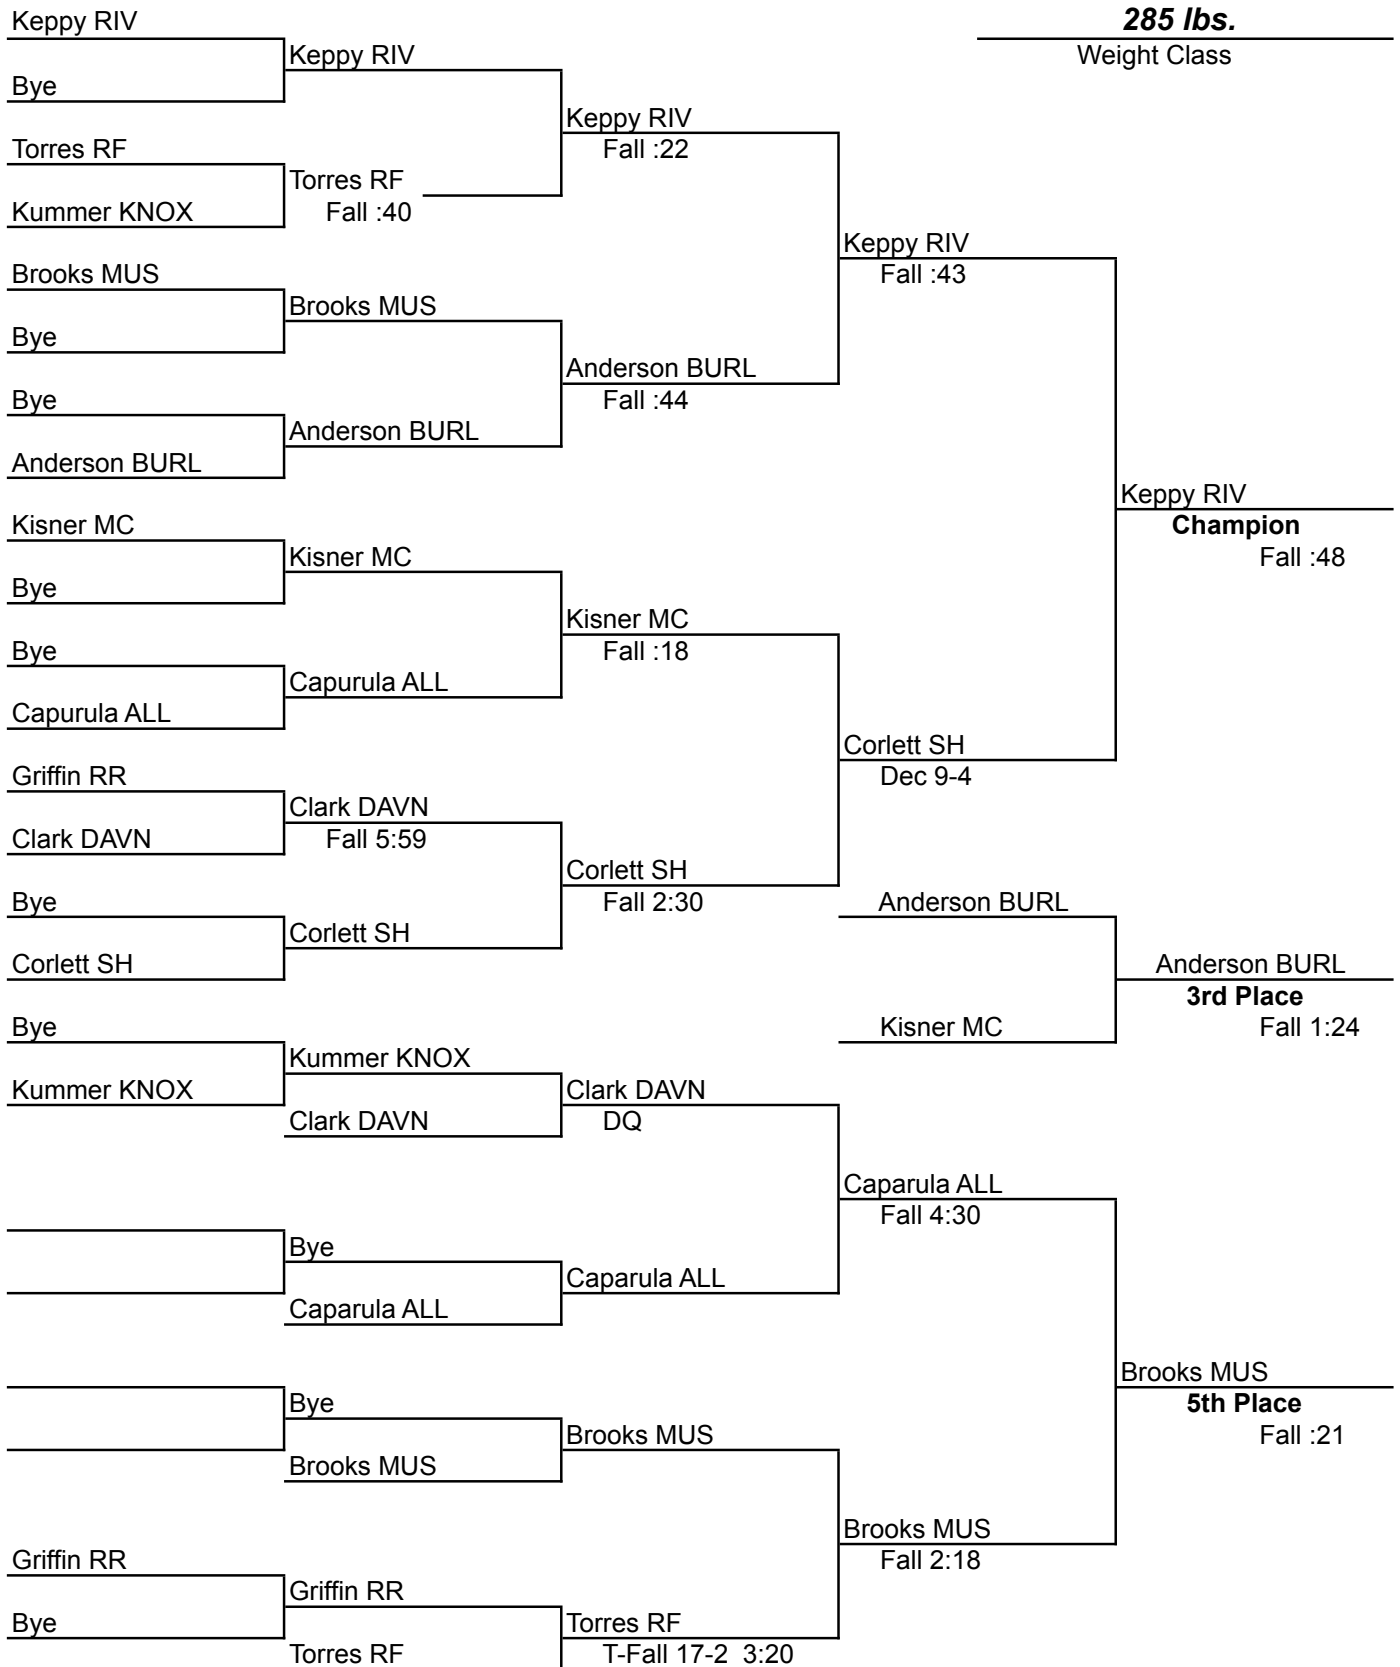 Keppy RIV
285 lbs.
Keppy RIV
Weight Class
Bye
Keppy RIV
Torres RF
Fall :22
Torres RF
Kummer KNOX
Fall :40
Keppy RIV
Brooks MUS
Fall :43
Brooks MUS
Bye
Anderson BURL
Bye
Fall :44
Anderson BURL
Anderson BURL
Keppy RIV
Kisner MC
Champion
Kisner MC
Fall :48
Bye
Kisner MC
Bye
Fall :18
Capurula ALL
Capurula ALL
Corlett SH
Griffin RR
Dec 9-4
Clark DAVN
Clark DAVN
Fall 5:59
Corlett SH
Bye
Fall 2:30
Anderson BURL
Corlett SH
Corlett SH
Anderson BURL
3rd Place
Bye
Kisner MC
Fall 1:24
Kummer KNOX
Kummer KNOX
Clark DAVN
Clark DAVN
DQ
Caparula ALL
Fall 4:30
Bye
Caparula ALL
Caparula ALL
Brooks MUS
Bye
5th Place
Brooks MUS
Fall :21
Brooks MUS
Brooks MUS
Griffin RR
Fall 2:18
Griffin RR
Bye
Torres RF
Torres RF
T-Fall 17-2 3:20